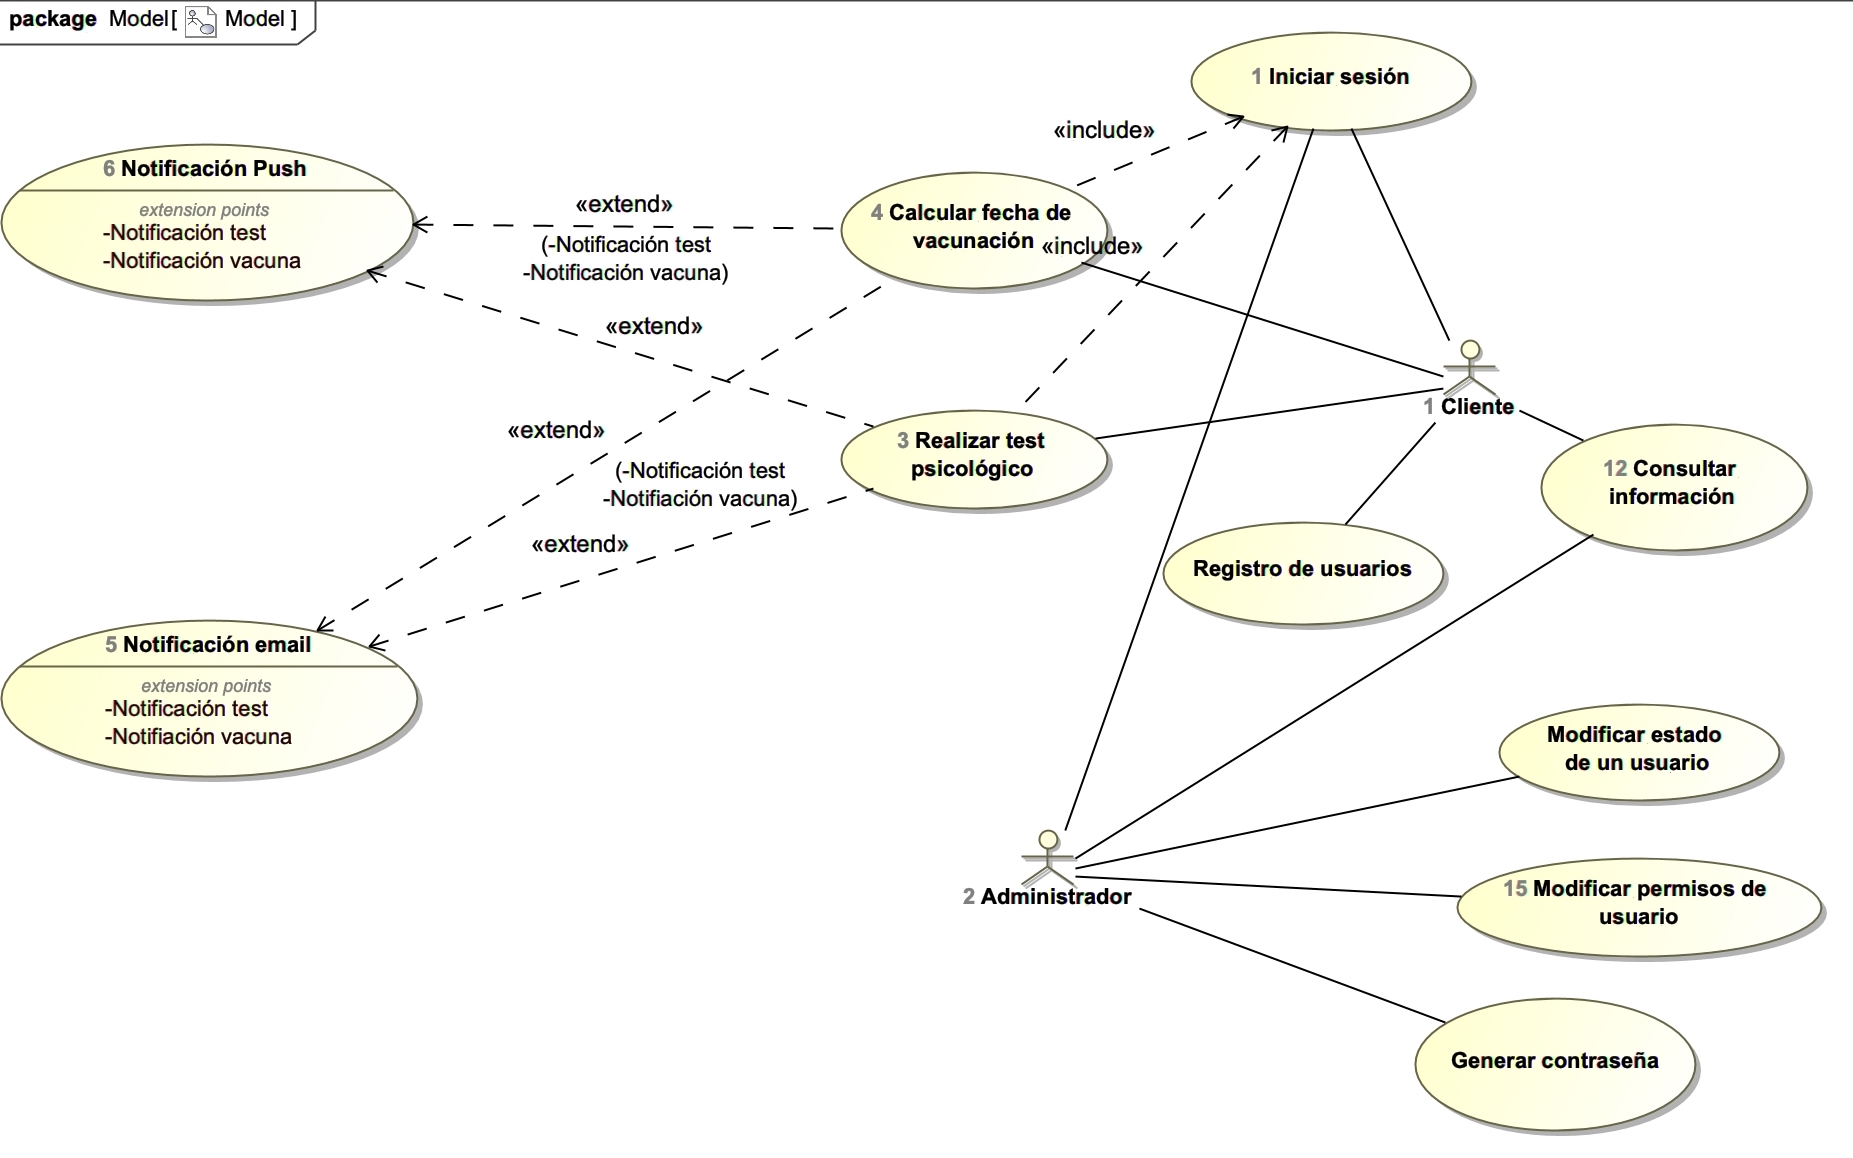 package Model[ Model ]
1 Iniciar sesión
«include»
6 Notificación Push
extension points
-Notificación test
-Notificación vacuna
«extend»
(-Notificación test
-Notificación vacuna)
4 Calcular fecha de
vacunación
«include»
«extend»
1 Cliente
«extend»
(-Notificación test
-Notifiación vacuna)
3 Realizar test
psicológico
12 Consultar
información
«extend»
Registro de usuarios
5 Notificación email
extension points
-Notificación test
-Notifiación vacuna
Modificar estado
de un usuario
2 Administrador
15 Modificar permisos de
usuario
Generar contraseña